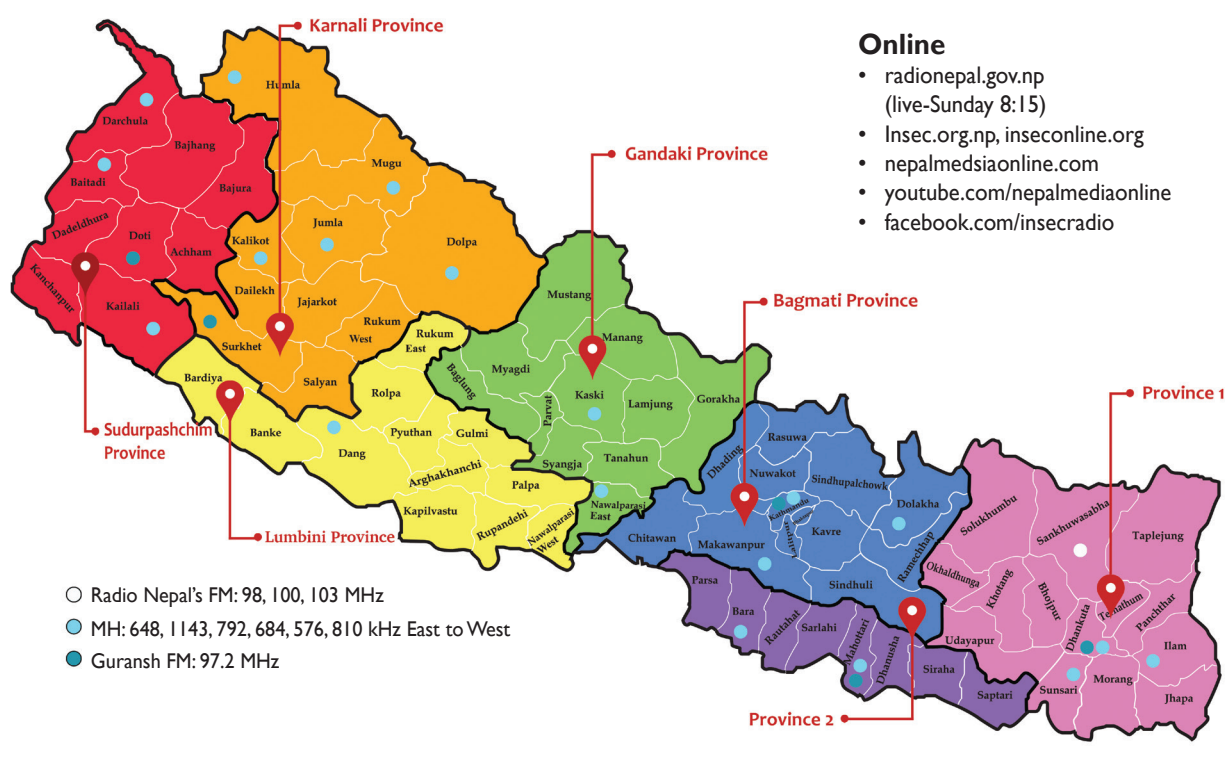 Karnali Province
Online
• radionepal.gov.np
(live-Sunday 8:15)
• Insec.org.np, inseconline.org
• nepalmedsiaonline.com
• youtube.com/nepalmediaonline
• facebook.com/insecradio
Gandaki Province
Bagmati Province
Province 1
Sudurpashchim
Province
Lumbini Province
Province 2
Humla
Darchula
Bajhang
Mugu
Baitadi
Bajura
Dadeldhura
Doti
Achham
Jumla
Kalikot
Dolpa
Kanchanpur
Kailali
Dailekh
Jajarkot
Surkhet
Rukum
West
Salyan
Rukum
East
Bardiya
Banke
Rolpa
Dang
Pyuthan
Gulmi
Arghakhanchi
Palpa
Kapilvastu
Rupandehi
Nawalparasi
West
Mustang
Manang
Myagdi
Baglung
Parvat
Kaski
Lamjung
Gorakha
Syangja
Tanahun
Nawalparasi
East
Rasuwa
Dhading
Nuwakot
Sindhupalchowk
Dolakha
Kathmandu
Lalitpur
Kavre
Chitawan
Makawanpur
Ramechhap
Sindhuli
Parsa
Bara
Rautahat
Sarlahi
Mahottari
Dhanusha
Siraha
Saptari
Solukhumbu
Sankhuwasabha
Taplejung
Okhaldhunga
Khotang
Bhojpur
Dhankuta
Panchthar
Udayapur
Ilam
Sunsari
Morang
Jhapa
Radio Nepal's FM: 98, 100, 103 MHz
MH: 648, 1143, 792, 684, 576, 810 kHz East to West
Guransh FM: 97.2 MHz